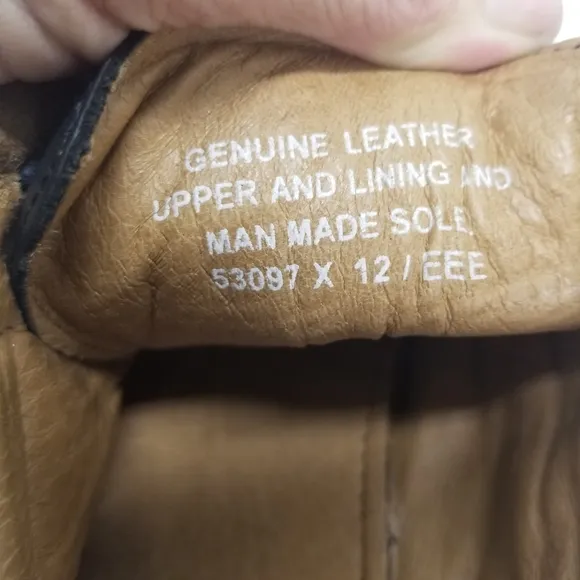 GENUINE LEATHER
UPPER AND LINING AND
MAN MADE SOLE.
53097 X 12 / EEE